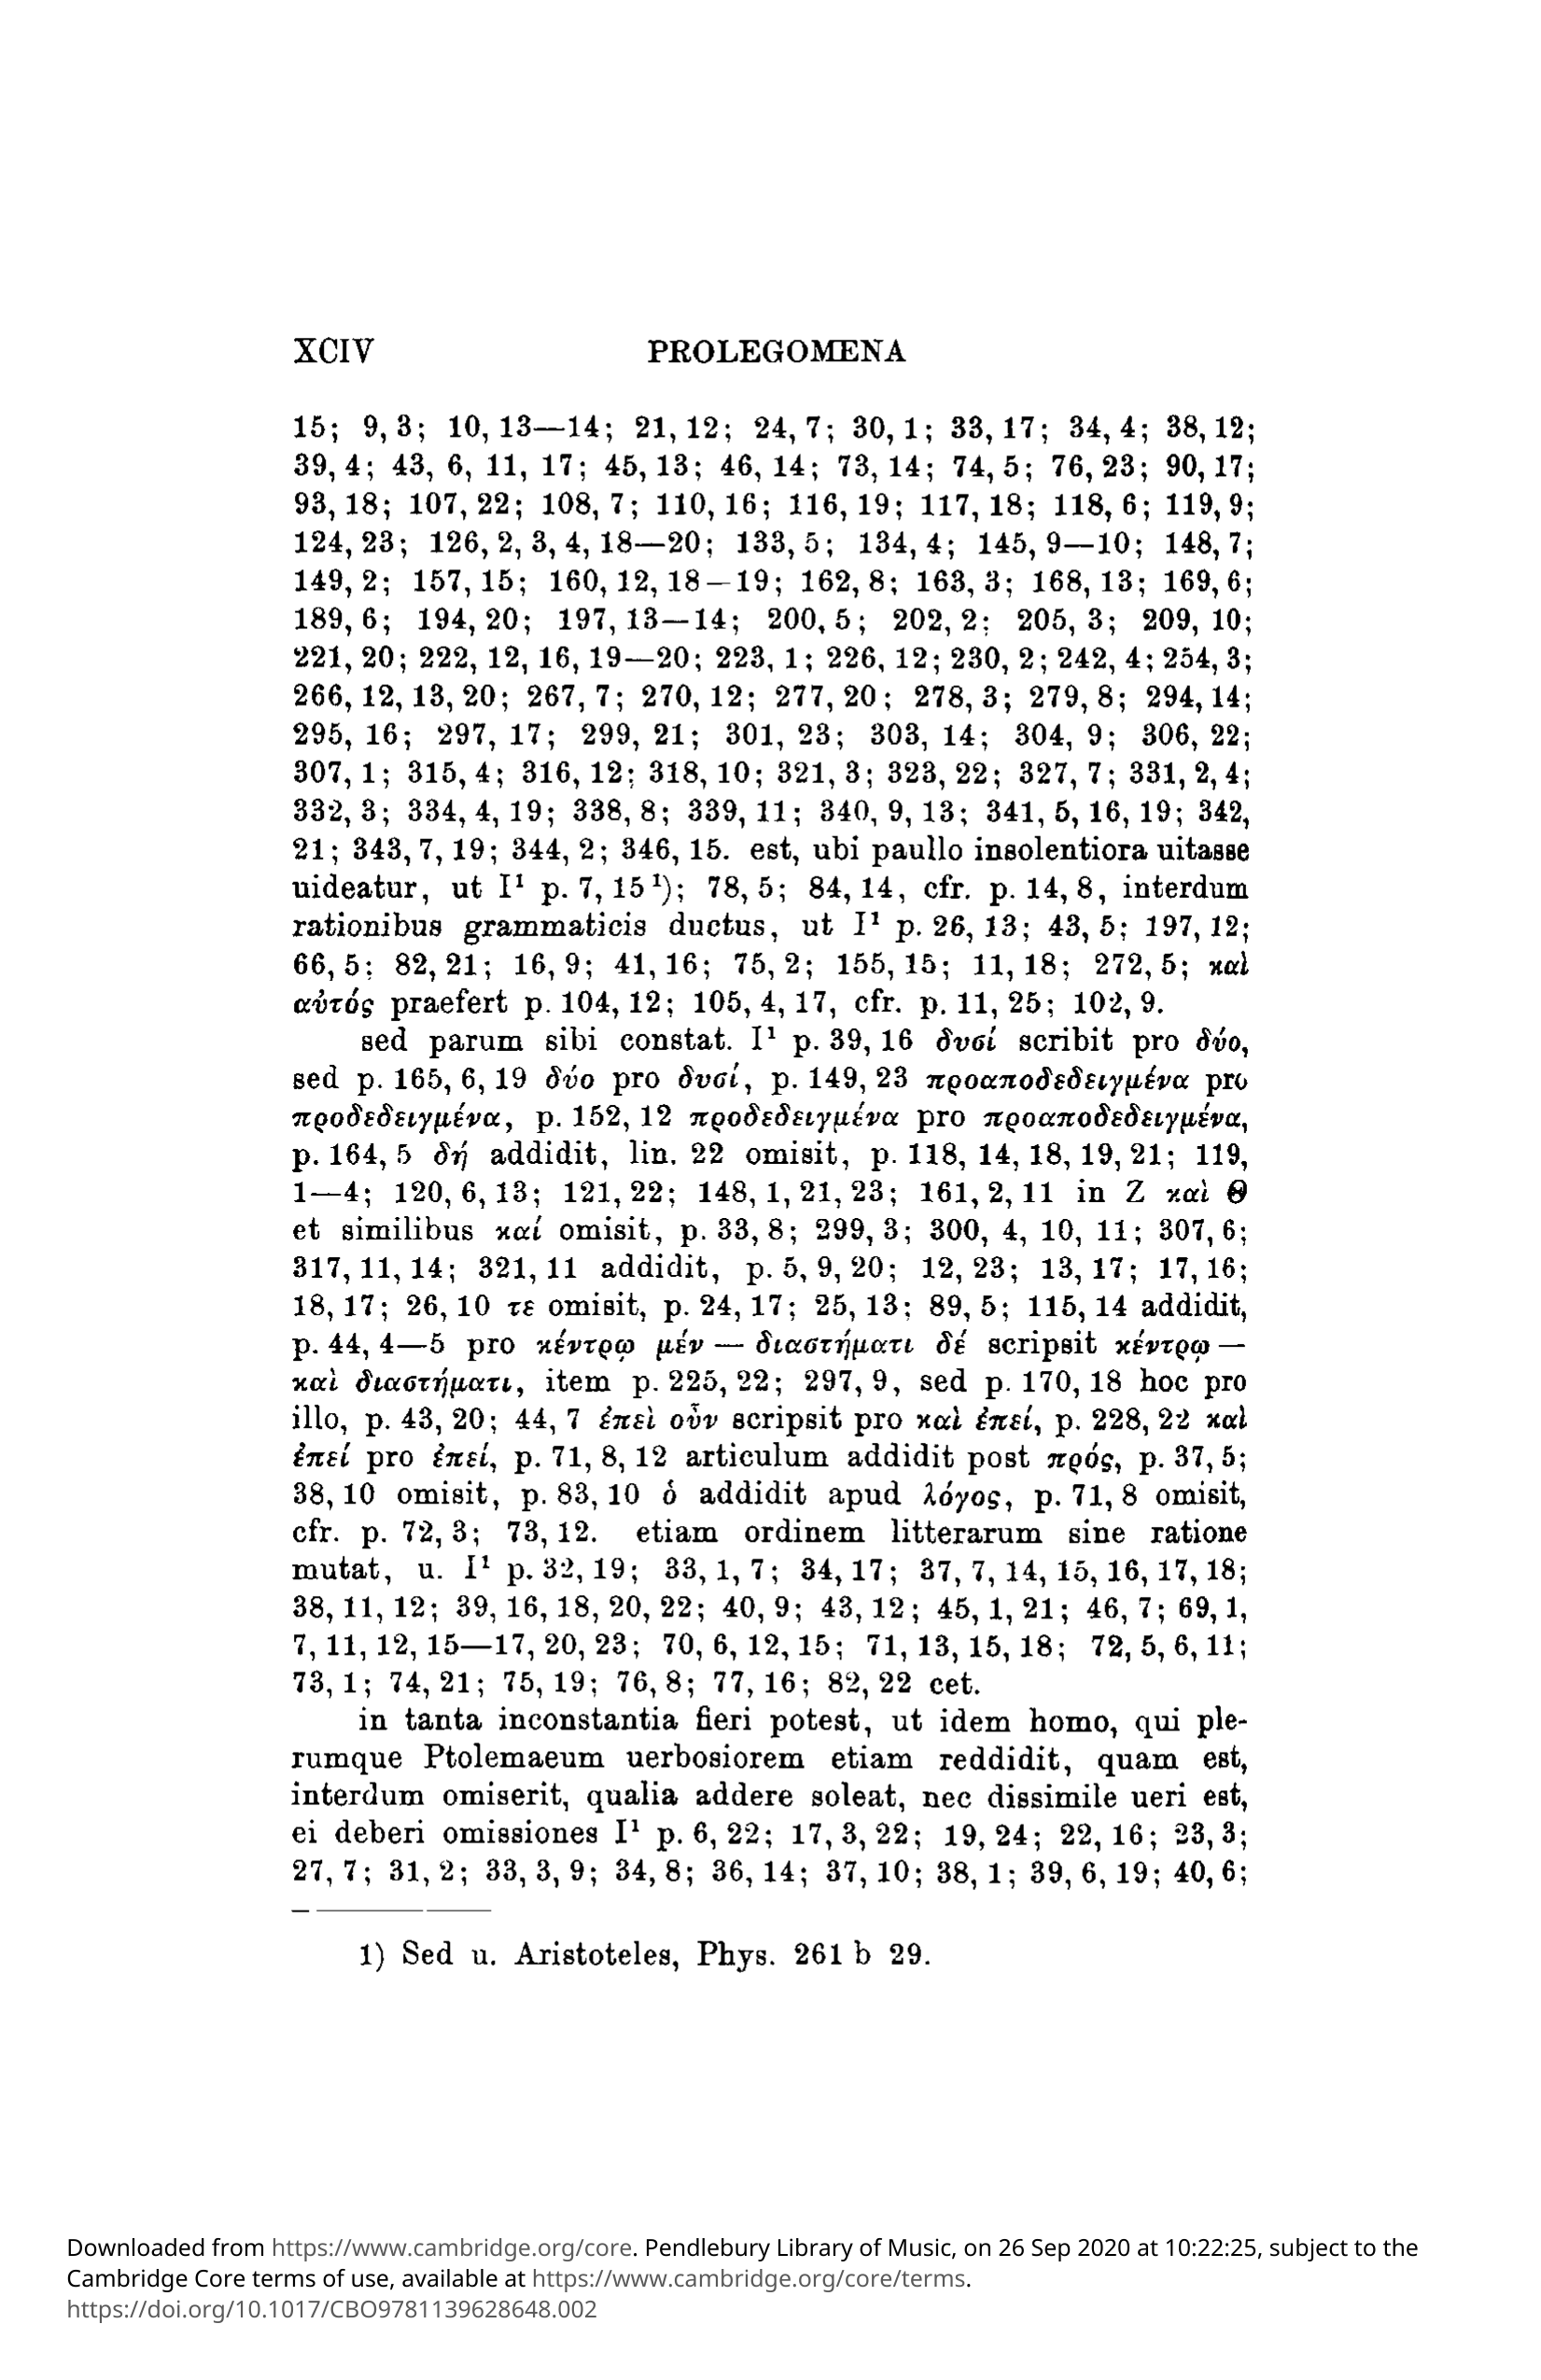 XCIV PROLEGOMENA
15; 9, 3; 10, 13—14; 21, 12; 24, 7; 30, 1; 33, 17; 34, 4; 38, 12;
39, 4; 43, 6, 11, 17; 45, 13; 46, 14; 73, 14; 74, 5; 76, 23; 90, 17;
93, 18; 107, 22; 108, 7; 110, 16; 116, 19; 117, 18; 118, 6; 119, 9;
124, 23; 126, 2, 3, 4, 18—20; 133, 5; 134, 4; 145, 9—10; 148, 7;
149, 2; 157, 15; 160, 12, 18—19; 162, 8; 163, 3; 168, 13; 169, 6;
189, 6; 194, 20; 197, 13—14; 200, 5; 202, 2; 205, 3; 209, 10;
221, 20; 222, 12, 16, 19—20; 223, 1; 226, 12; 230, 2; 242, 4; 254, 3;
266, 12, 13, 20; 267, 7; 270, 12; 277, 20; 278, 3; 279, 8; 294, 14;
295, 16; 297, 17; 299, 21; 301, 23; 303, 14; 304, 9; 306, 22;
307, 1; 315, 4; 316, 12; 318, 10; 321, 3; 323, 22; 327, 7; 331, 2, 4;
332, 3; 334, 4, 19; 338, 8; 339, 11; 340, 9, 13; 341, 5, 16, 19; 342,
21; 343, 7, 19; 344, 2; 346, 15. est, ubi paullo insolentiora uitasse
uideatur, ut I¹ p. 7, 15¹); 78, 5; 84, 14, cfr. p. 14, 8, interdum
rationibus grammaticis ductus, ut I¹ p. 26, 13; 43, 5; 197, 12;
66, 5; 82, 21; 16, 9; 41, 16; 75, 2; 155, 15; 11, 18; 272, 5; καὶ
αὐτός praefert p. 104, 12; 105, 4, 17, cfr. p. 11, 25; 102, 9.
sed parum sibi constat. I¹ p. 39, 16 δυσί scribit pro δύο,
sed p. 165, 6, 19 δύο pro δυσί, p. 149, 23 προαποδεδειγμένα pro
προδεδειγμένα, p. 152, 12 προδεδειγμένα pro προαποδεδειγμένα,
p. 164, 5 δή addidit, lin. 22 omisit, p. 118, 14, 18, 19, 21; 119,
1—4; 120, 6, 13; 121, 22; 148, 1, 21, 23; 161, 2, 11 in Z καὶ Θ
et similibus καί omisit, p. 33, 8; 299, 3; 300, 4, 10, 11; 307, 6;
317, 11, 14; 321, 11 addidit, p. 5, 9, 20; 12, 23; 13, 17; 17, 16;
18, 17; 26, 10 τε omisit, p. 24, 17; 25, 13; 89, 5; 115, 14 addidit,
p. 44, 4—5 pro κέντρῳ μέν — διαστήματι δέ scripsit κέντρῳ —
καὶ διαστήματι, item p. 225, 22; 297, 9, sed p. 170, 18 hoc pro
illo, p. 43, 20; 44, 7 ἐπεὶ οὖν scripsit pro καὶ ἐπεί, p. 228, 22 καὶ
ἐπεί pro ἐπεί, p. 71, 8, 12 articulum addidit post πρός, p. 37, 5;
38, 10 omisit, p. 83, 10 ὁ addidit apud λόγος, p. 71, 8 omisit,
cfr. p. 72, 3; 73, 12. etiam ordinem litterarum sine ratione
mutat, u. I¹ p. 32, 19; 33, 1, 7; 34, 17; 37, 7, 14, 15, 16, 17, 18;
38, 11, 12; 39, 16, 18, 20, 22; 40, 9; 43, 12; 45, 1, 21; 46, 7; 69, 1,
7, 11, 12, 15—17, 20, 23; 70, 6, 12, 15; 71, 13, 15, 18; 72, 5, 6, 11;
73, 1; 74, 21; 75, 19; 76, 8; 77, 16; 82, 22 cet.
in tanta inconstantia fieri potest, ut idem homo, qui ple-
rumque Ptolemaeum uerbosiorem etiam reddidit, quam est,
interdum omiserit, qualia addere soleat, nec dissimile ueri est,
ei deberi omissiones I¹ p. 6, 22; 17, 3, 22; 19, 24; 22, 16; 23, 3;
27, 7; 31, 2; 33, 3, 9; 34, 8; 36, 14; 37, 10; 38, 1; 39, 6, 19; 40, 6;
1) Sed u. Aristoteles, Phys. 261 b 29.
Downloaded from https://www.cambridge.org/core. Pendlebury Library of Music, on 26 Sep 2020 at 10:22:25, subject to the
Cambridge Core terms of use, available at https://www.cambridge.org/core/terms.
https://doi.org/10.1017/CBO9781139628648.002